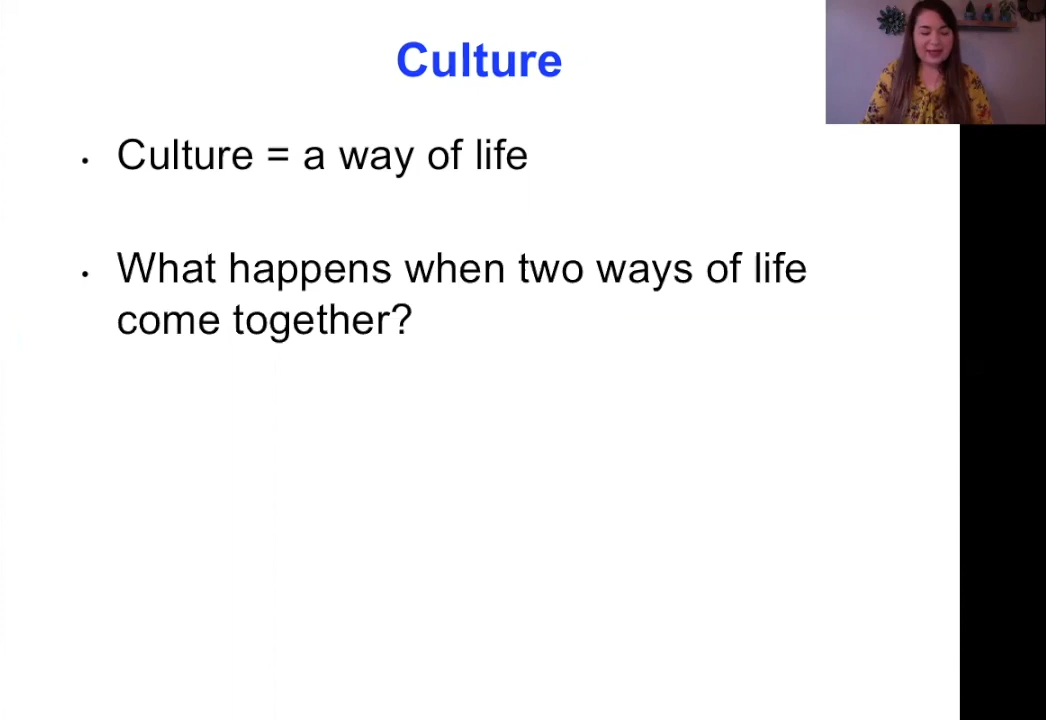 Culture
• Culture = a way of life
• What happens when two ways of life
come together?